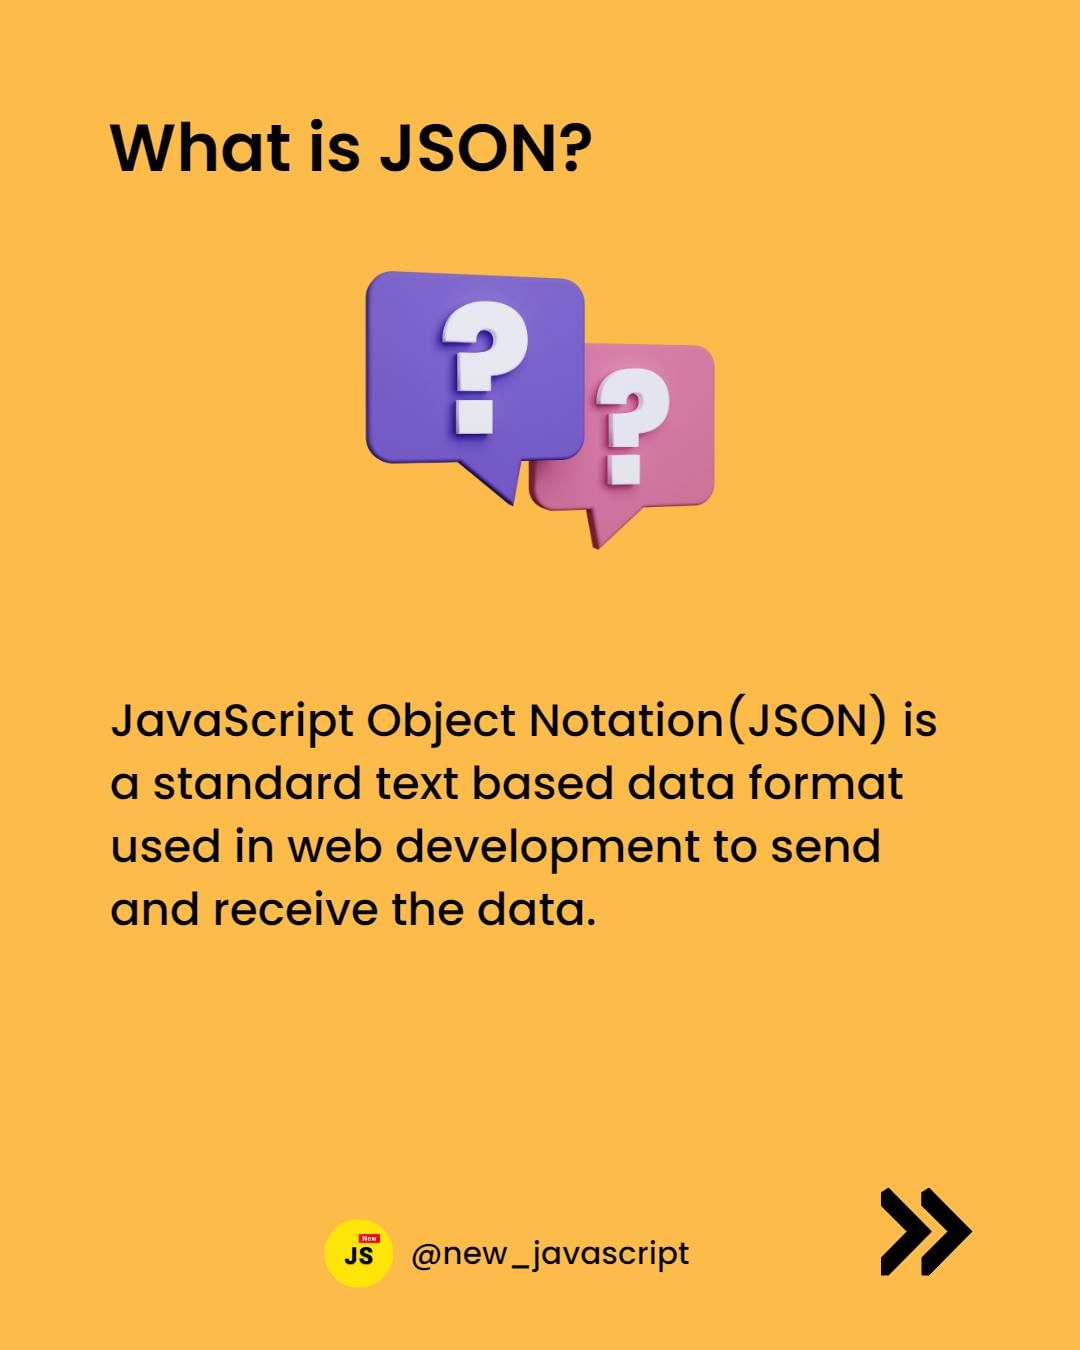 What is JSON?
?
?
JavaScript Object Notation(JSON) is
a standard text based data format
used in web development to send
and receive the data.
New
JS
@new_javascript